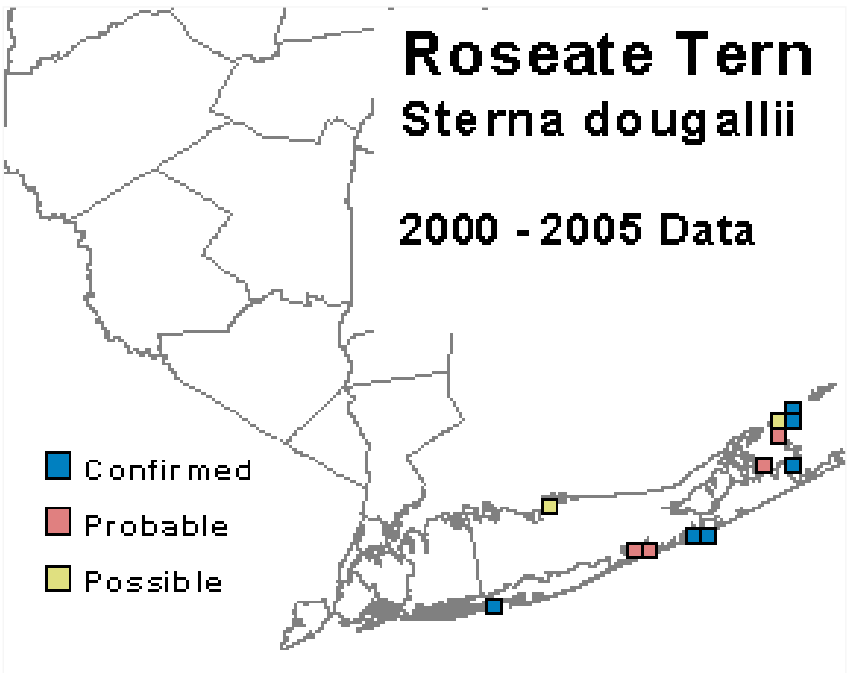 Roseate Tern
Sterna dougallii
2000 - 2005 Data
Confirmed
Probable
Possible